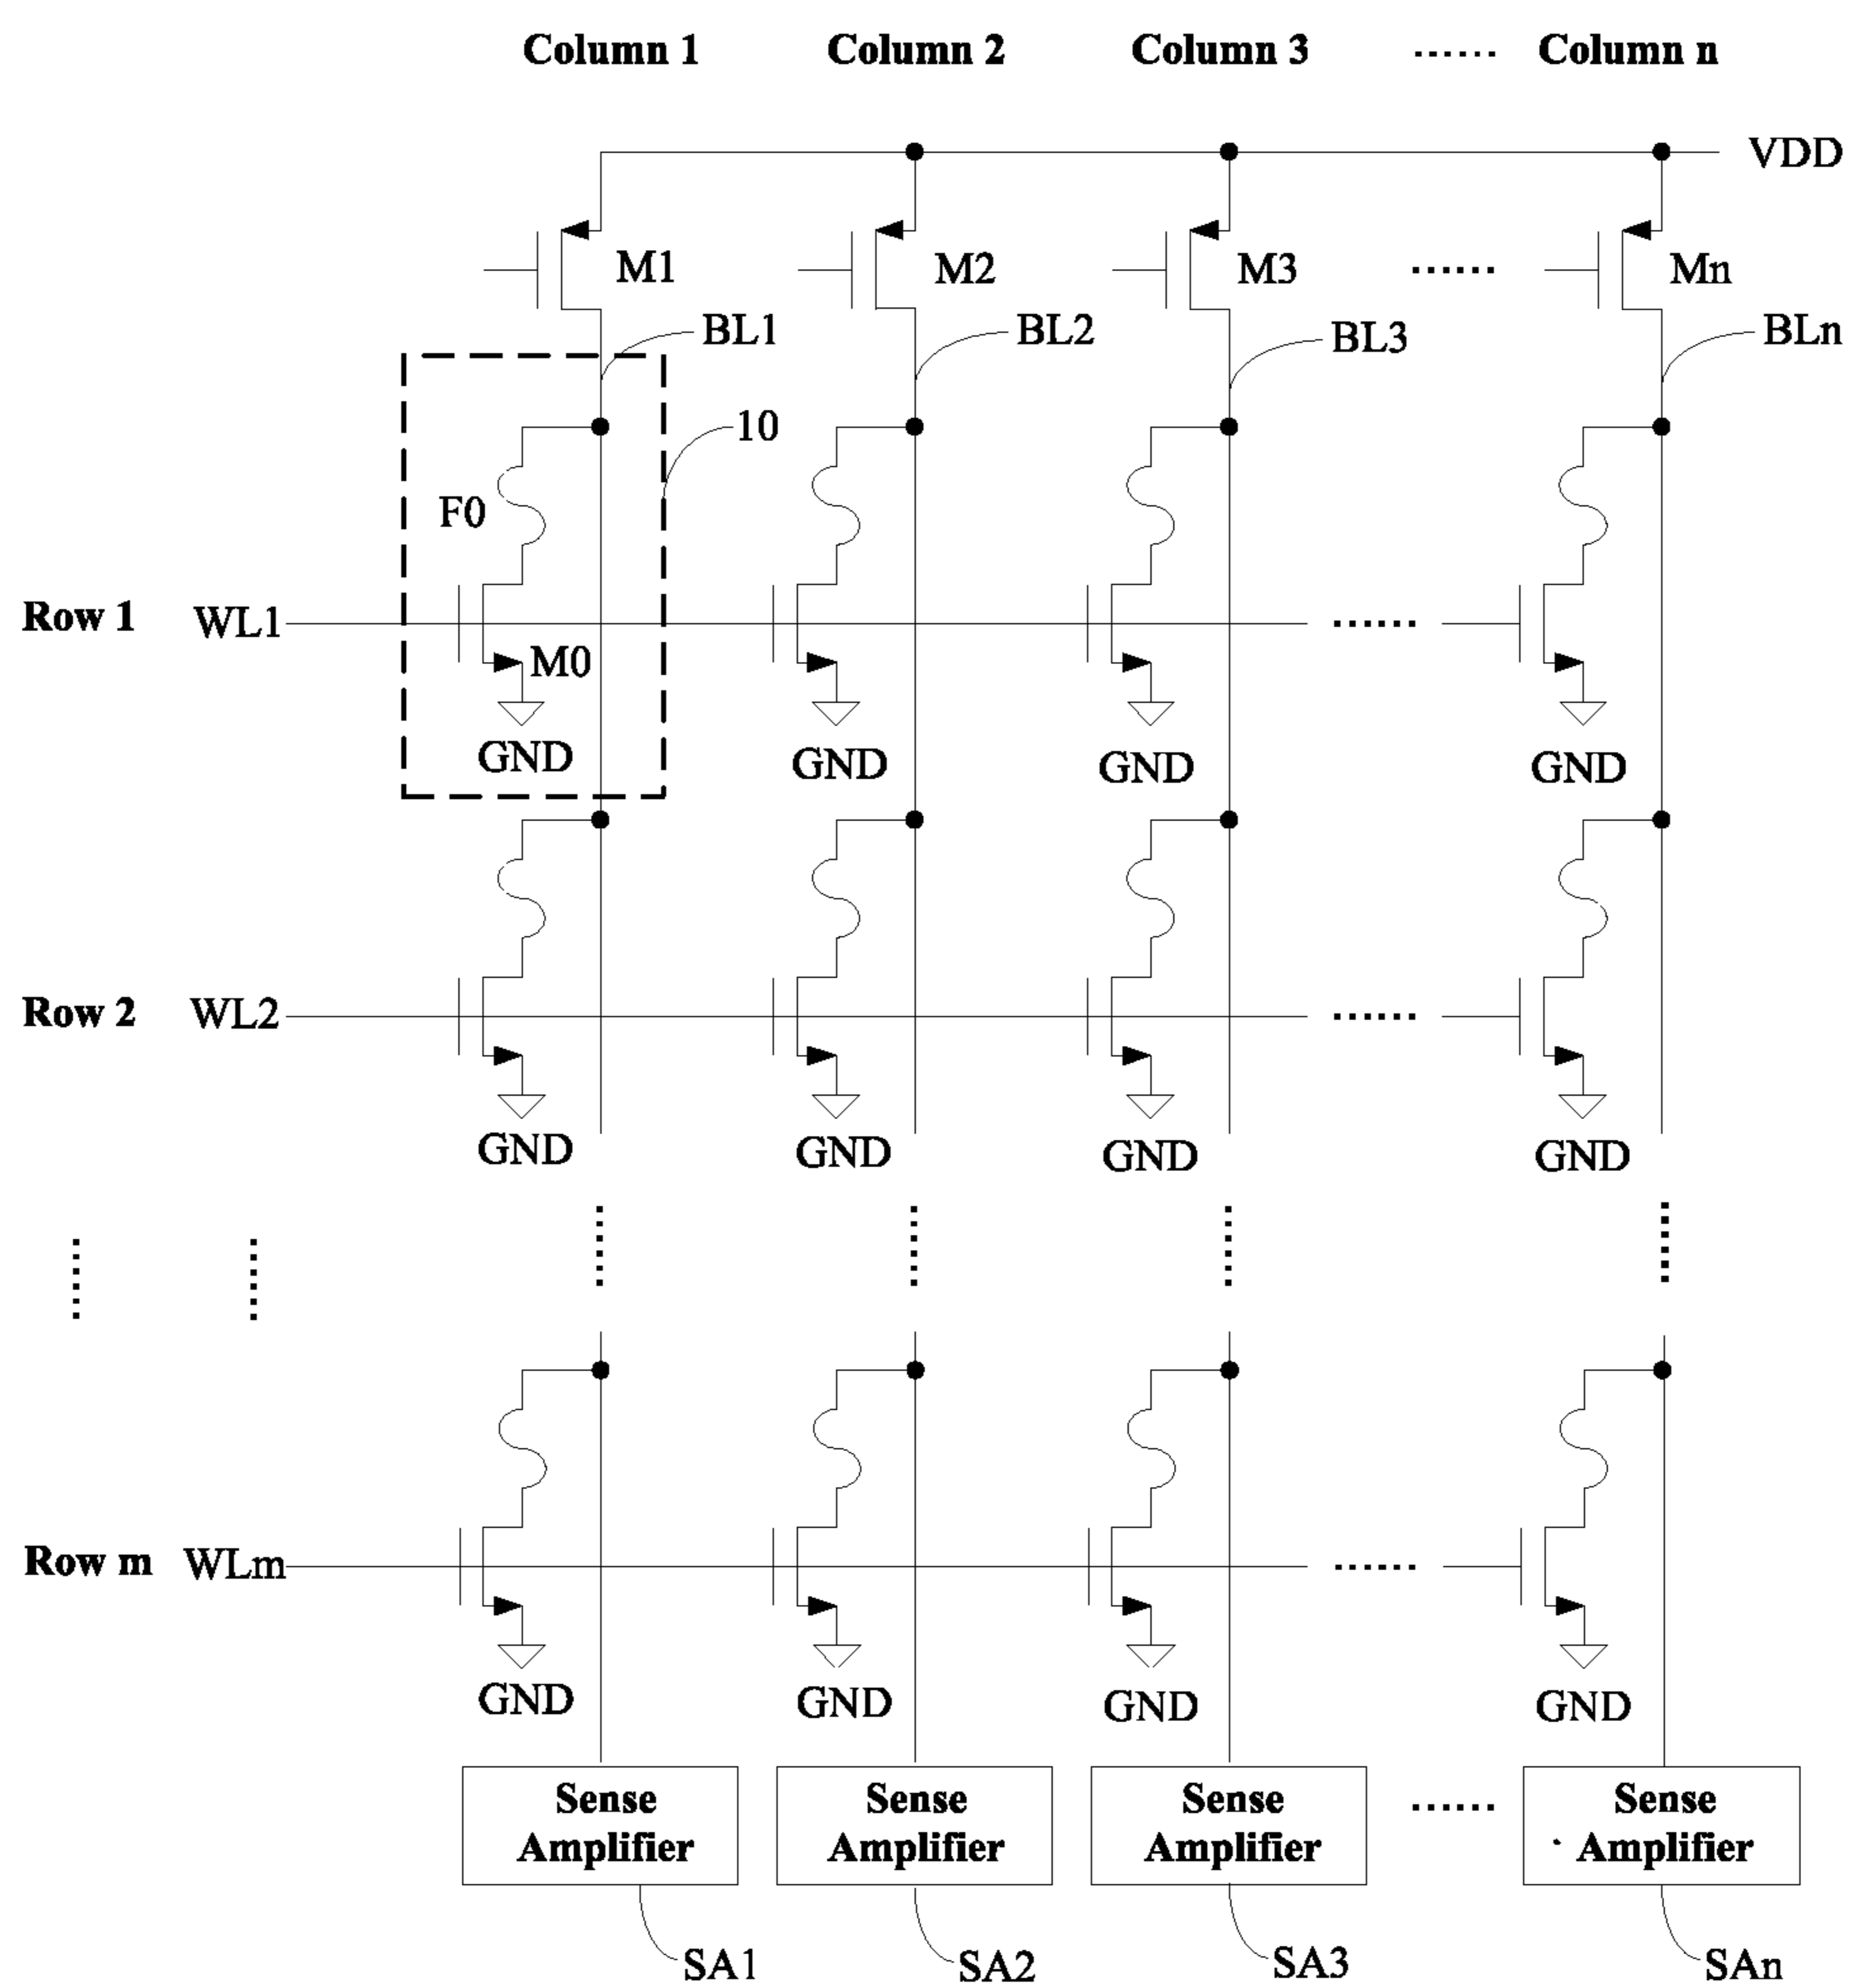 Column 1 Column 2 Column 3 ...... Column n
VDD
M1 M2 M3 ...... Mn
BL1 BL2 BL3 BLn
10
F0
Row 1 WL1 ......
M0
GND GND GND GND
Row 2 WL2 ......
GND GND GND GND
Row m WLm ......
GND GND GND GND
Sense Amplifier
Sense Amplifier
Sense Amplifier
......
Sense Amplifier
SA1 SA2 SA3 SAn